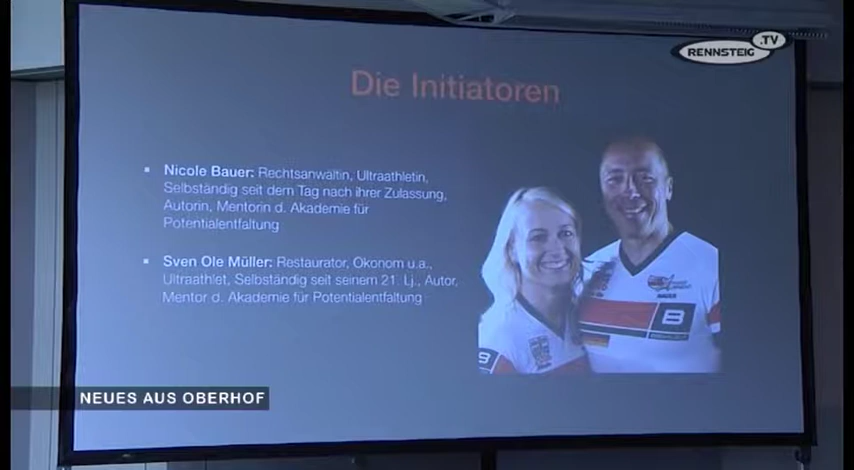 RENNSTEIG.TV
Die Initiatoren
▪ Nicole Bauer: Rechtsanwältin, Ultraathletin,
Selbständig seit dem Tag nach ihrer Zulassung,
Autorin, Mentorin d. Akademie für
Potentialentfaltung
▪ Sven Ole Müller: Restaurator, Ökonom u.a.,
Ultraathlet, Selbständig seit seinem 21. Lj., Autor,
Mentor d. Akademie für Potentialentfaltung
B
NEUES AUS OBERHOF